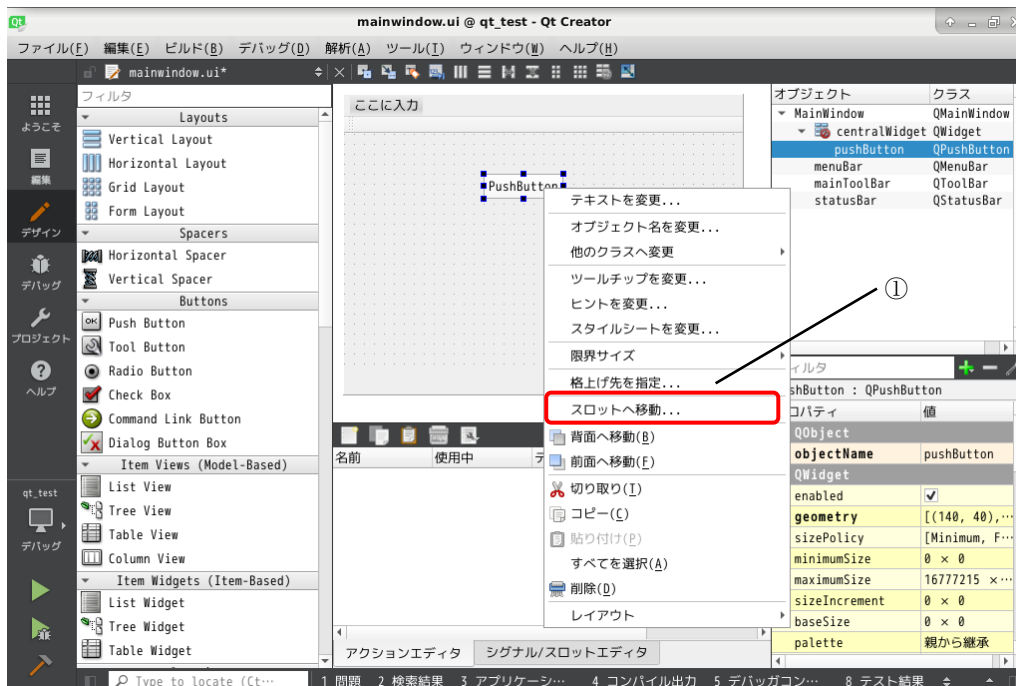 Qt
mainwindow.ui @ qt_test - Qt Creator
ファイル(F) 編集(E) ビルド(B) デバッグ(D) 解析(A) ツール(T) ウィンドウ(W) ヘルプ(H)
mainwindow.ui*
ようこそ
編集
デザイン
デバッグ
プロジェクト
ヘルプ
qt_test
デバッグ
フィルタ
Layouts
Vertical Layout
Horizontal Layout
Grid Layout
Form Layout
Spacers
Horizontal Spacer
Vertical Spacer
Buttons
OK Push Button
Tool Button
Radio Button
Check Box
Command Link Button
Dialog Button Box
Item Views (Model-Based)
List View
Tree View
Table View
Column View
Item Widgets (Item-Based)
List Widget
Tree Widget
Table Widget
ここに入力
PushButton
テキストを変更...
オブジェクト名を変更...
他のクラスへ変更
ツールチップを変更...
ヒントを変更...
スタイルシートを変更...
限界サイズ
格上げ先を指定...
スロットへ移動...
背面へ移動(B)
前面へ移動(F)
切り取り(T)
コピー(C)
貼り付け(P)
すべてを選択(A)
削除(D)
レイアウト
①
名前 使用中 テ
アクションエディタ シグナル/スロットエディタ
オブジェクト クラス
MainWindow QMainWindow
centralWidget QWidget
pushButton QPushButton
menuBar QMenuBar
mainToolBar QToolBar
statusBar QStatusBar
ィルタ
shButton : QPushButton
コパティ 値
QObject
objectName pushButton
QWidget
enabled
geometry [(140, 40),…
sizePolicy [Minimum, F…
minimumSize 0 × 0
maximumSize 16777215 ×…
sizeIncrement 0 × 0
baseSize 0 × 0
palette 親から継承
Type to locate (Ct…
1 問題 2 検索結果 3 アプリケーシ… 4 コンパイル出力 5 デバッガコン… 8 テスト結果